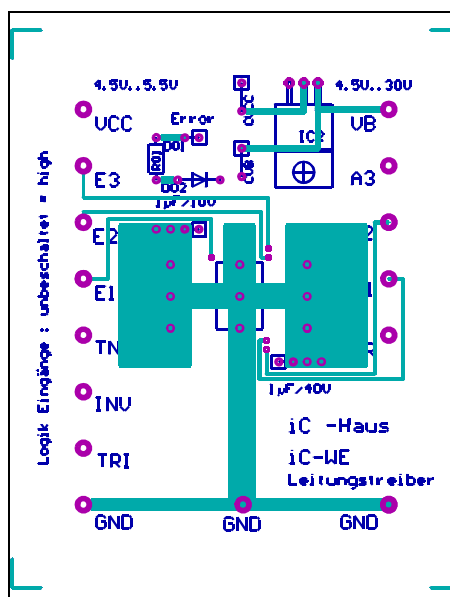 4.5V..5.5V
4.5V..30V
VCC
Error
CVCC
IC2
VB
D01
R01
E3
D02
CVB
A3
1µF/10V
E2
2
E1
1
TN
R
1µF/40V
INV
iC -Haus
TRI
iC-WE
Leitungstreiber
GND
GND
GND
Logik Eingänge : unbeschaltet = high